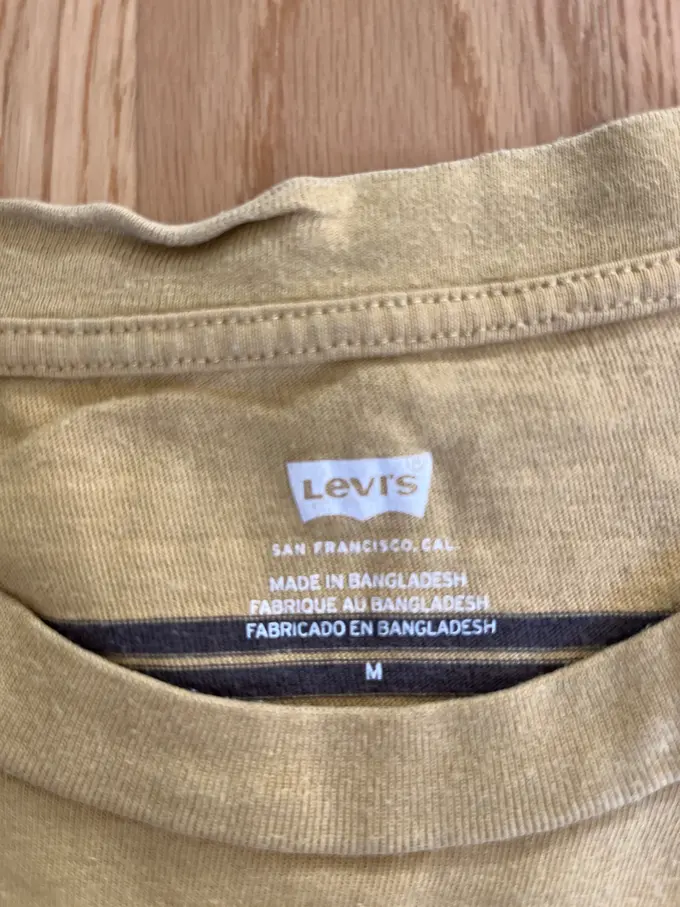 Levi's
SAN FRANCISCO, CAL.
MADE IN BANGLADESH
FABRIQUE AU BANGLADESH
FABRICADO EN BANGLADESH
M